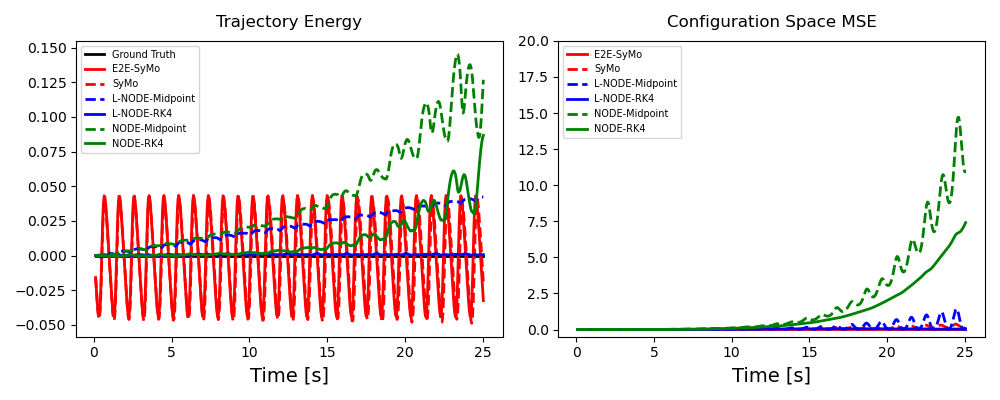 Trajectory Energy
0.150
0.125
0.100
0.075
0.050
0.025
0.000
−0.025
−0.050
Ground Truth
E2E-SyMo
SyMo
L-NODE-Midpoint
L-NODE-RK4
NODE-Midpoint
NODE-RK4
0 5 10 15 20 25
Time [s]
Configuration Space MSE
20.0
17.5
15.0
12.5
10.0
7.5
5.0
2.5
0.0
E2E-SyMo
SyMo
L-NODE-Midpoint
L-NODE-RK4
NODE-Midpoint
NODE-RK4
0 5 10 15 20 25
Time [s]